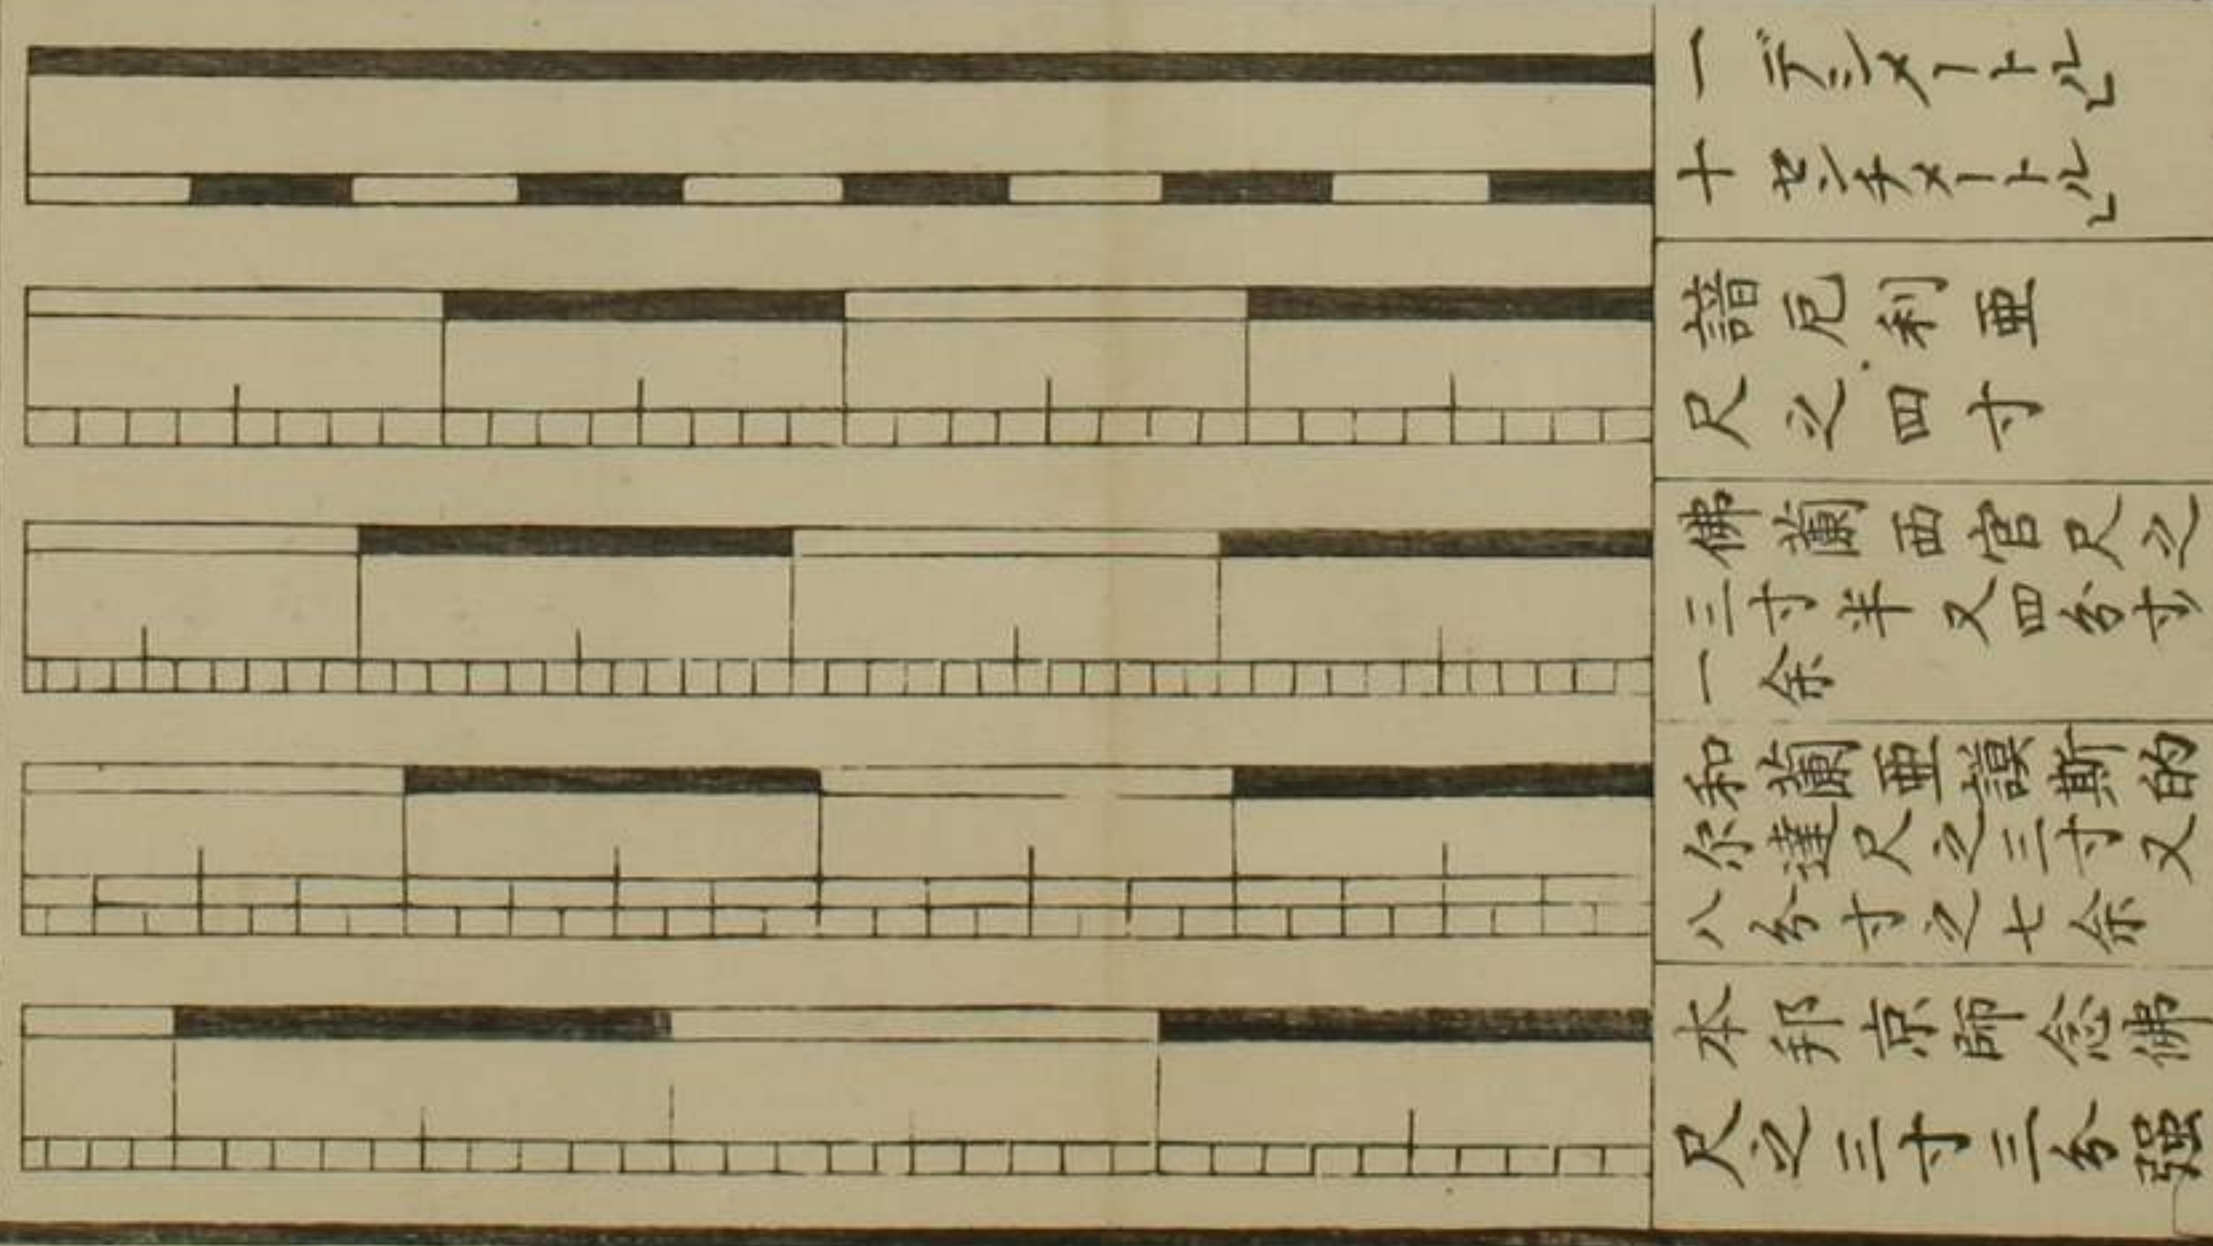 一デシメートル
十センチメートル
諳厄利亜
尺之四寸
佛蘭西官尺之
三寸半又四分寸
一余
和蘭亜謨斯的
尓達尺之三寸又
八分寸之七余
本邦京師念佛
尺之三寸三分強